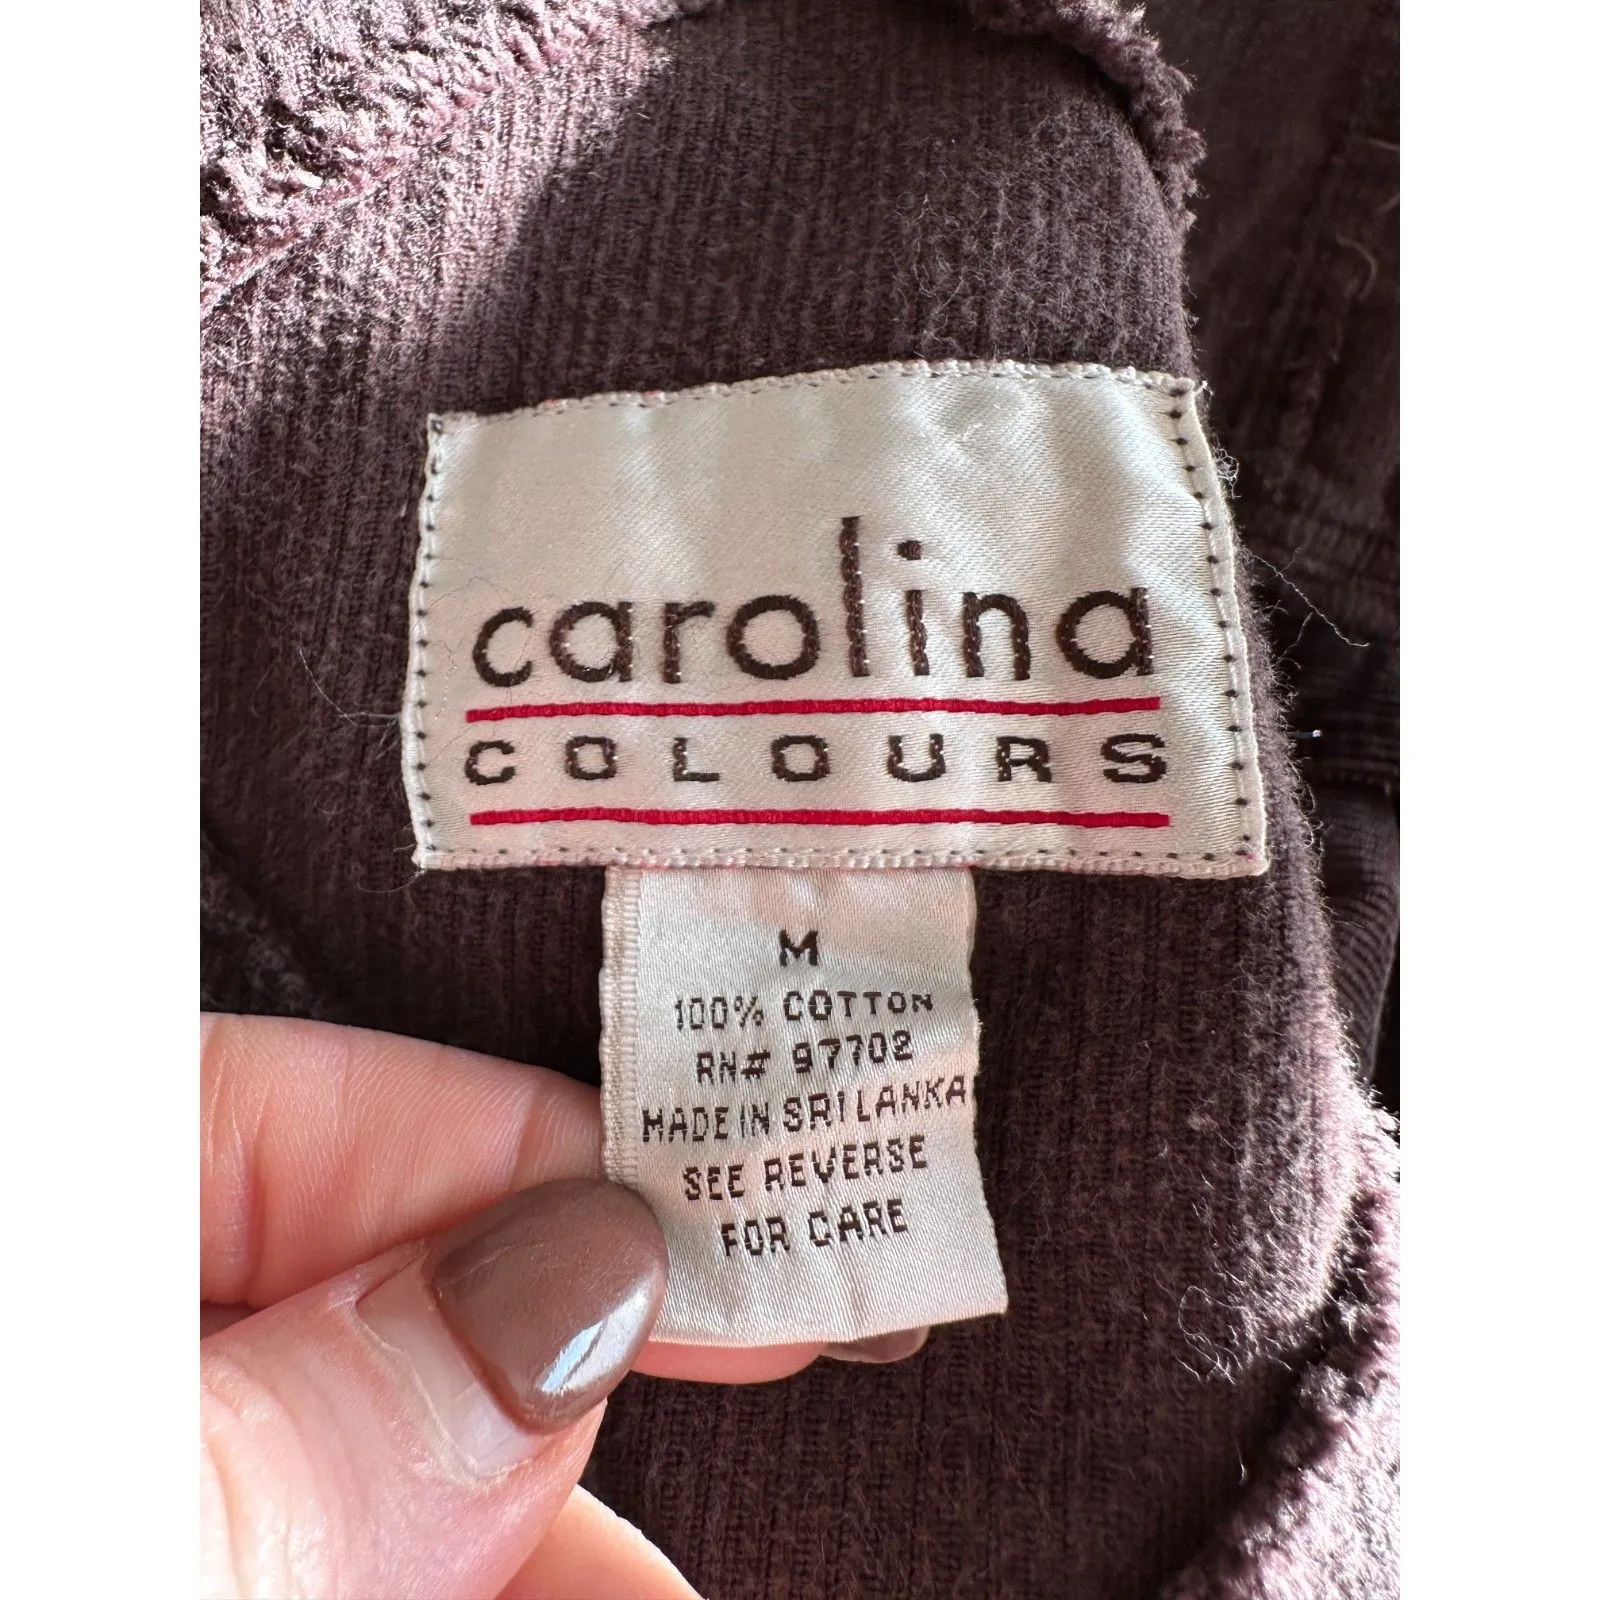 carolina
COLOURS
M
100% COTTON
RN# 97702
MADE IN SRI LANKA
SEE REVERSE
FOR CARE